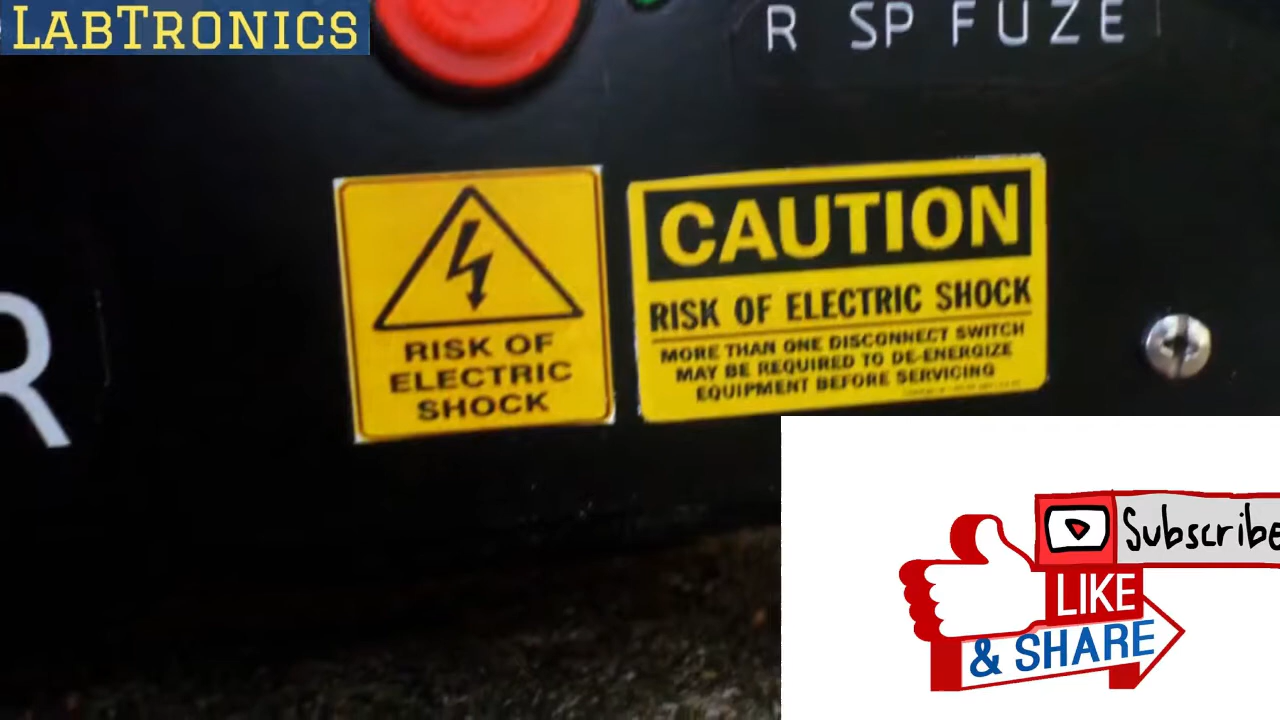 LABTRONICS
R SP FUZE
R
RISK OF
ELECTRIC
SHOCK
CAUTION
RISK OF ELECTRIC SHOCK
MORE THAN ONE DISCONNECT SWITCH
MAY BE REQUIRED TO DE-ENERGIZE
EQUIPMENT BEFORE SERVICING
Subscribe
LIKE
& SHARE